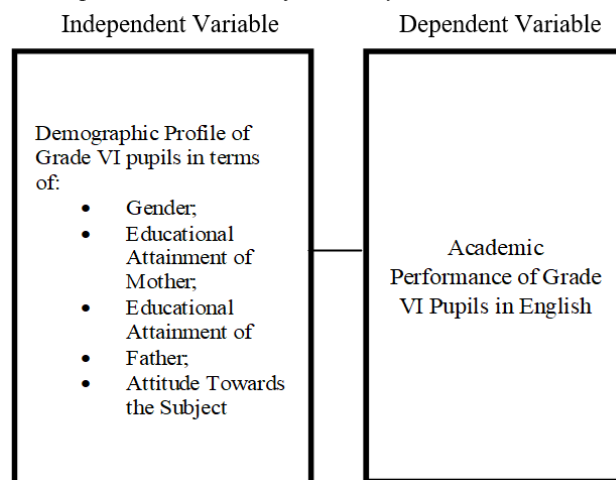 Independent Variable
Dependent Variable
Demographic Profile of
Grade VI pupils in terms
of:
• Gender;
• Educational
Attainment of
Mother;
• Educational
Attainment of
• Father;
• Attitude Towards
the Subject
Academic
Performance of Grade
VI Pupils in English